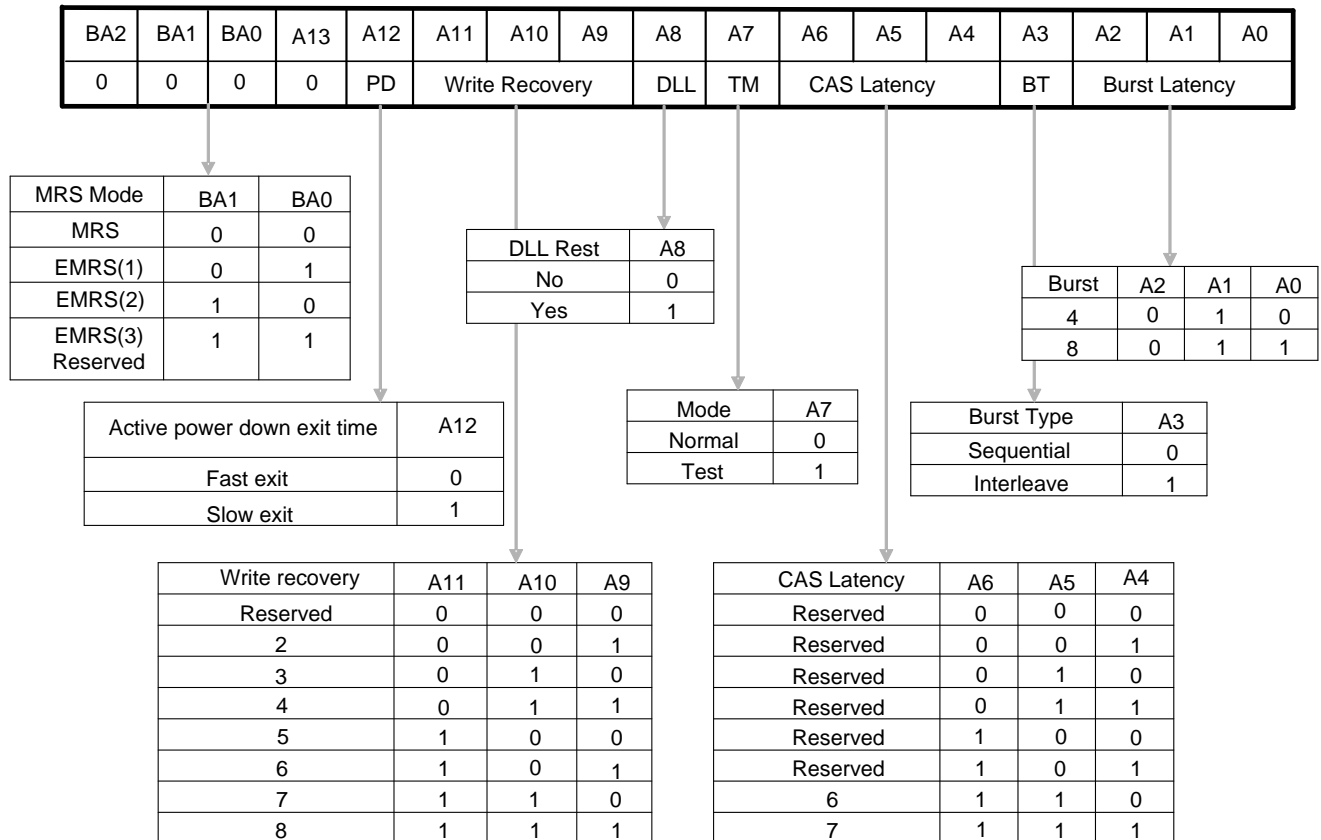 BA2 BA1 BA0 A13 A12 A11 A10 A9 A8 A7 A6 A5 A4 A3 A2 A1 A0
0 0 0 0 PD Write Recovery DLL TM CAS Latency BT Burst Latency
MRS Mode BA1 BA0
MRS 0 0
EMRS(1) 0 1
EMRS(2) 1 0
EMRS(3) 1 1
Reserved
DLL Rest A8
No 0
Yes 1
Burst A2 A1 A0
4 0 1 0
8 0 1 1
Active power down exit time A12
Fast exit 0
Slow exit 1
Mode A7
Normal 0
Test 1
Burst Type A3
Sequential 0
Interleave 1
Write recovery A11 A10 A9
Reserved 0 0 0
2 0 0 1
3 0 1 0
4 0 1 1
5 1 0 0
6 1 0 1
7 1 1 0
8 1 1 1
CAS Latency A6 A5 A4
Reserved 0 0 0
Reserved 0 0 1
Reserved 0 1 0
Reserved 0 1 1
Reserved 1 0 0
Reserved 1 0 1
6 1 1 0
7 1 1 1